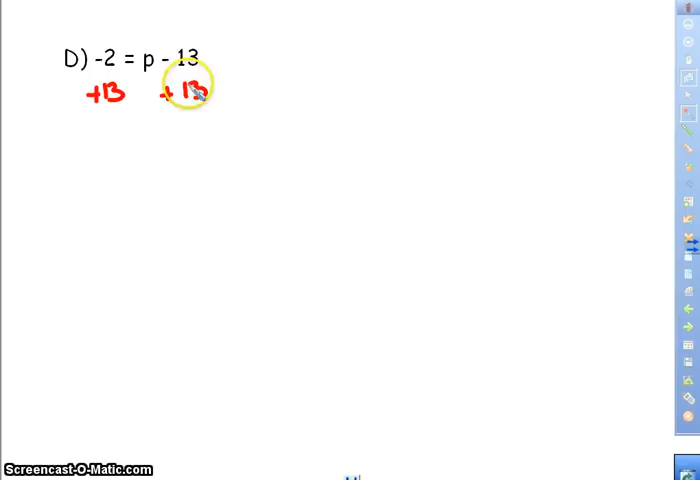 D) -2 = p - 13
+13 +13
Screencast-O-Matic.com